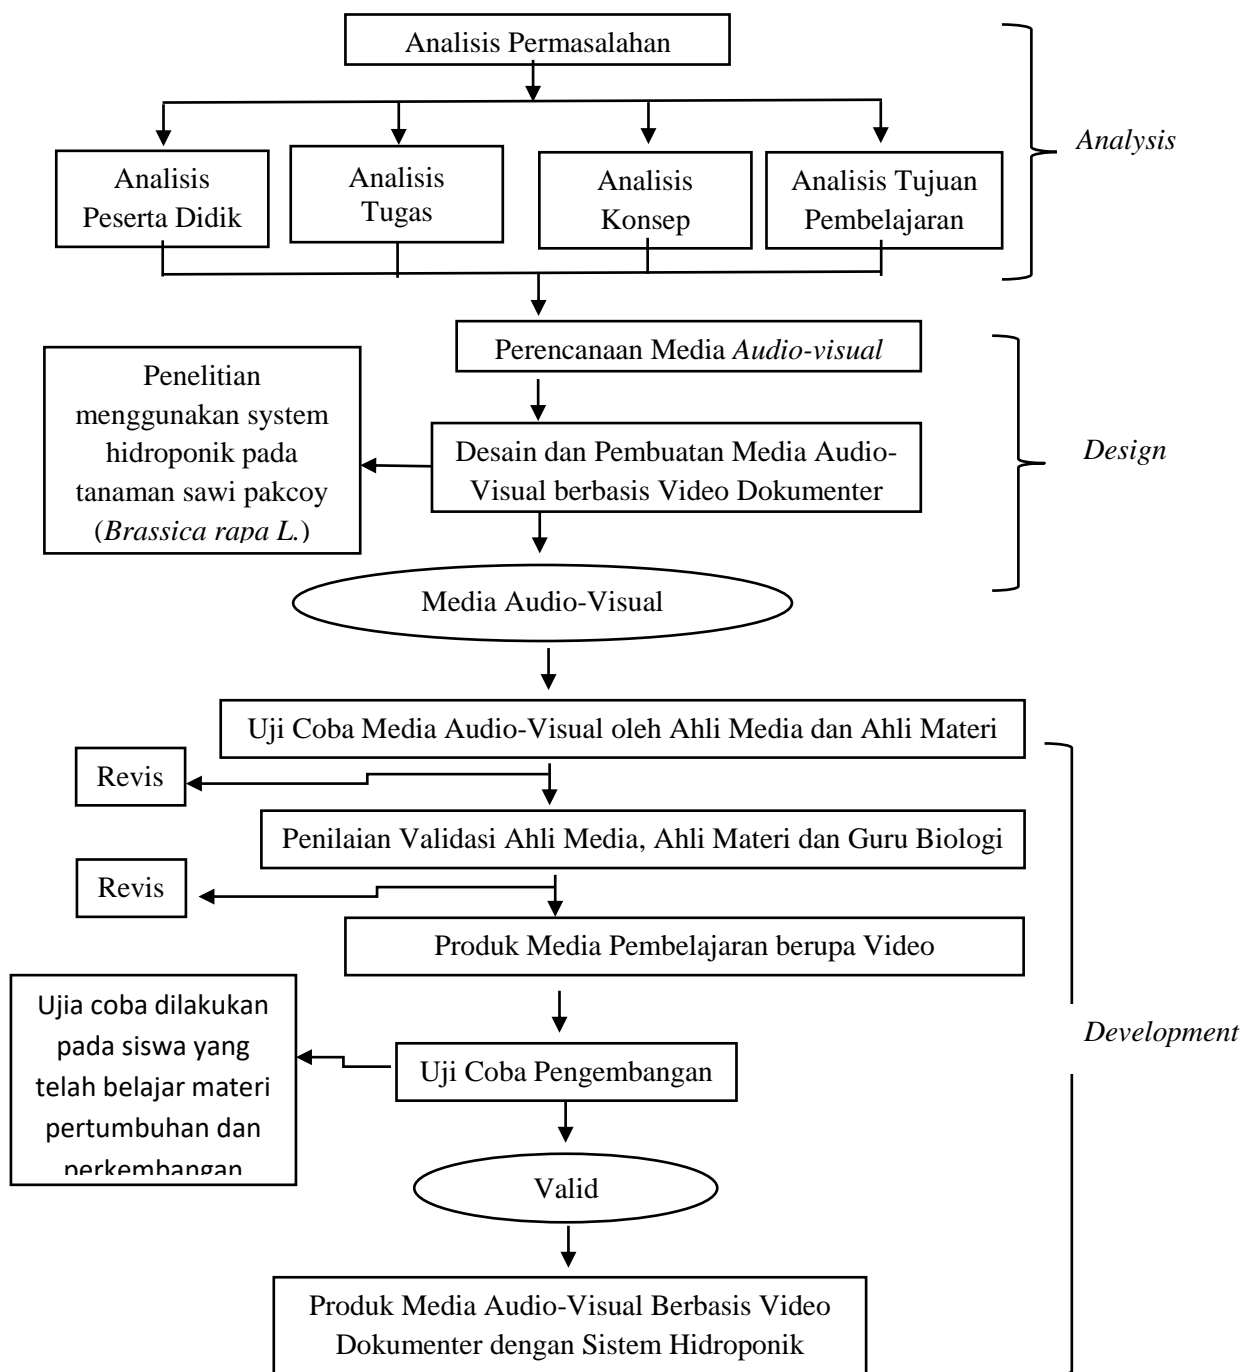 Analisis Permasalahan
Analysis
Analisis
Peserta Didik
Analisis
Tugas
Analisis
Konsep
Analisis Tujuan
Pembelajaran
Perencanaan Media Audio-visual
Penelitian
menggunakan system
hidroponik pada
tanaman sawi pakcoy
(Brassica rapa L.)
Desain dan Pembuatan Media Audio-
Visual berbasis Video Dokumenter
Design
Media Audio-Visual
Uji Coba Media Audio-Visual oleh Ahli Media dan Ahli Materi
Revis
Penilaian Validasi Ahli Media, Ahli Materi dan Guru Biologi
Revis
Produk Media Pembelajaran berupa Video
Ujia coba dilakukan
pada siswa yang
telah belajar materi
pertumbuhan dan
perkembangan
Development
Uji Coba Pengembangan
Valid
Produk Media Audio-Visual Berbasis Video
Dokumenter dengan Sistem Hidroponik